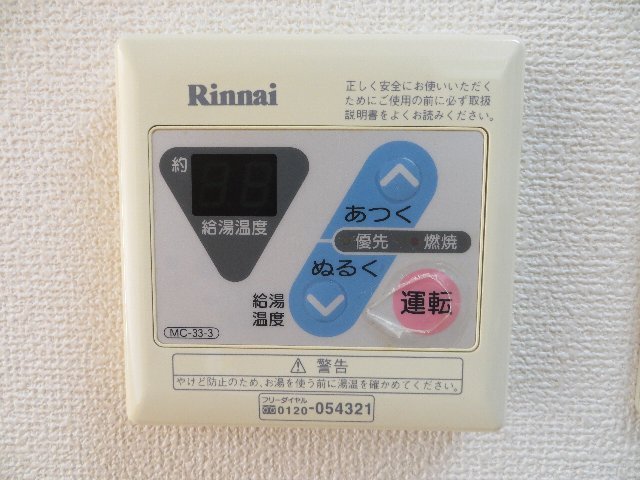 Rinnai
正しく安全にお使いいただく
ためにご使用の前に必ず取扱
説明書をよくお読みください。
約
給湯温度
あつく
優先 燃焼
ぬるく
給湯
温度
運転
MC-33-3
⚠ 警告
やけど防止のため、お湯を使う前に湯温を確かめてください。
フリーダイヤル
0120-054321